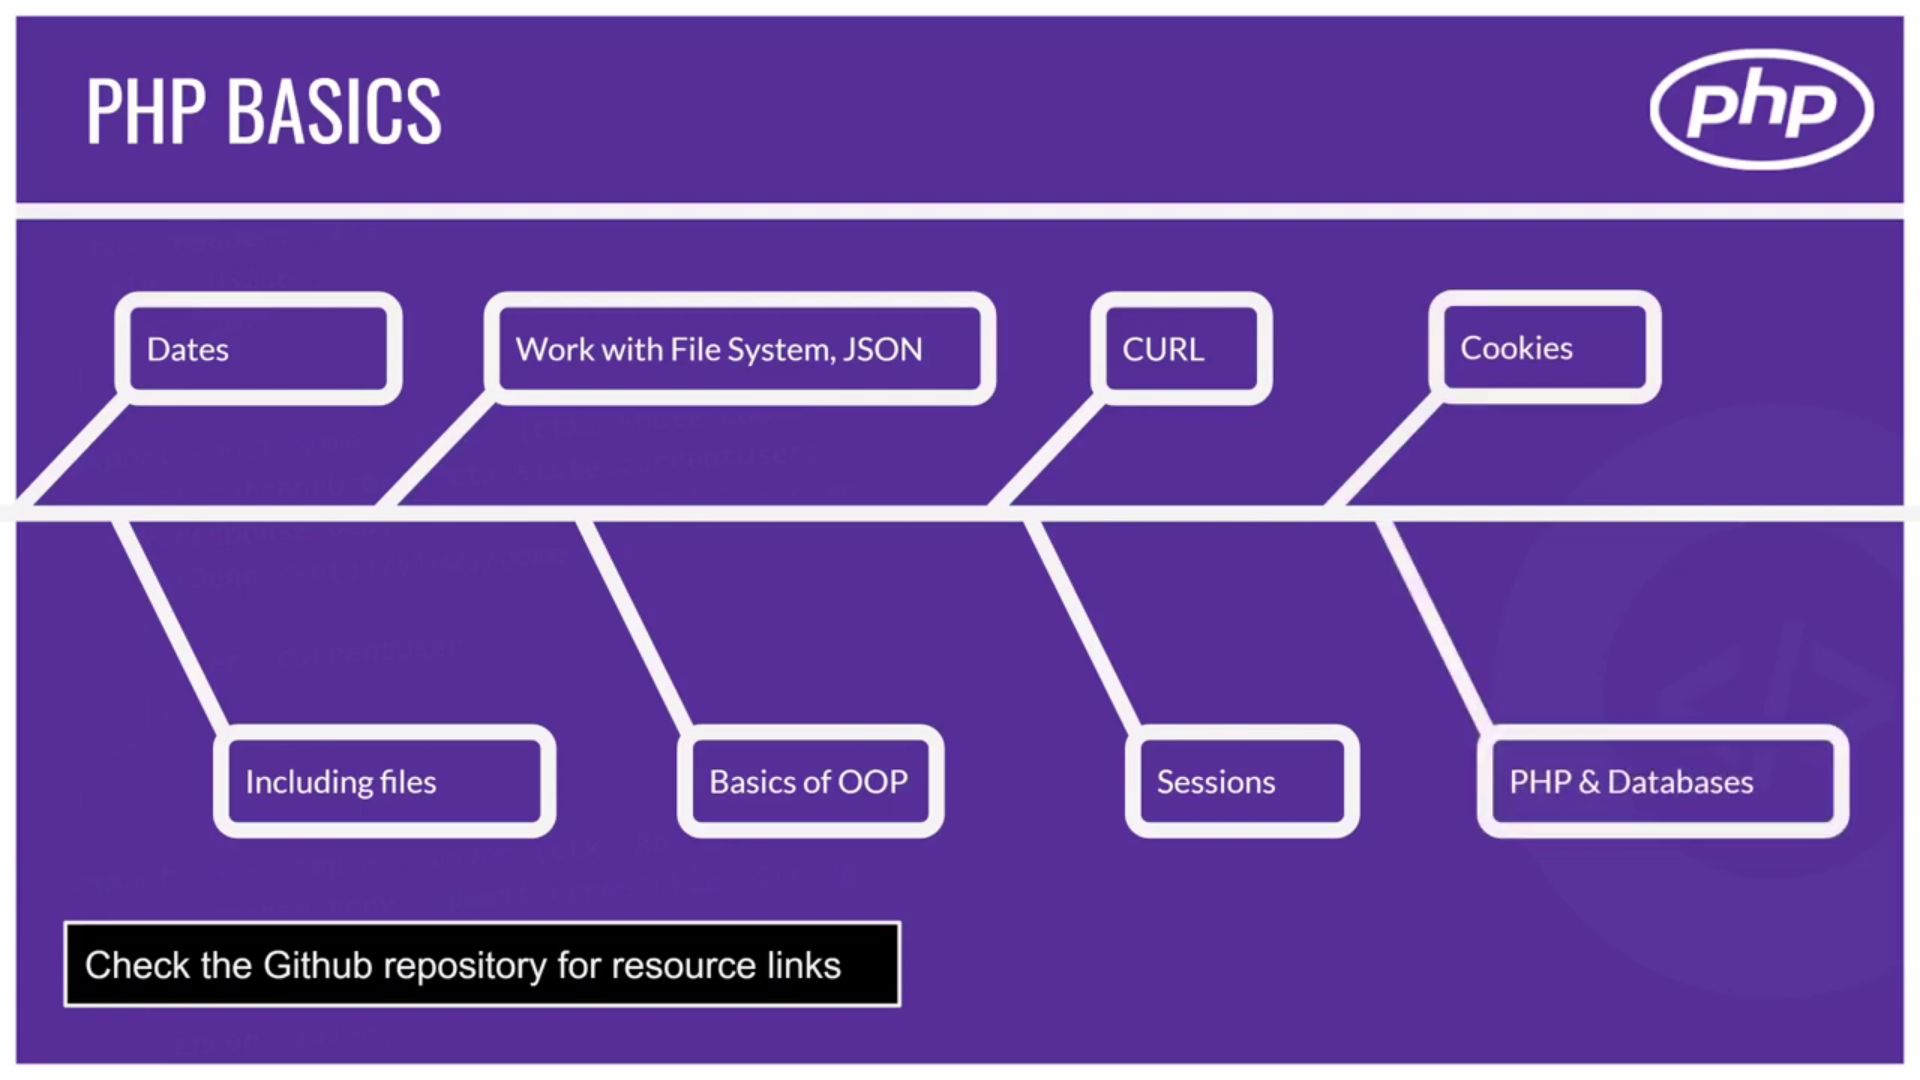 PHP BASICS
php
Dates
Work with File System, JSON
CURL
Cookies
Including files
Basics of OOP
Sessions
PHP & Databases
Check the Github repository for resource links